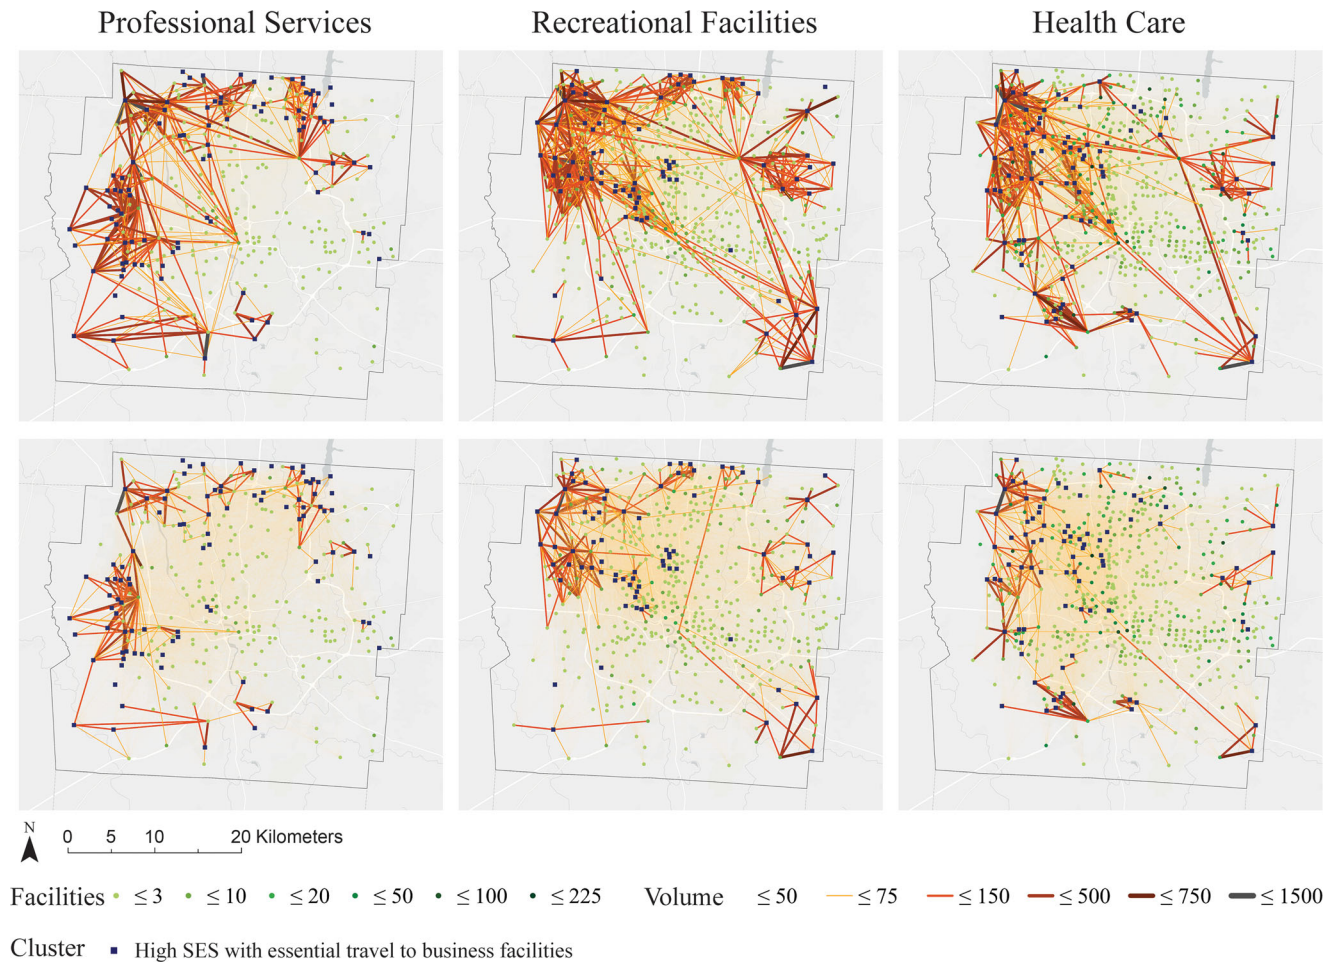 Professional Services
Recreational Facilities
Health Care
N
0 5 10 20 Kilometers
Facilities ≤ 3 ≤ 10 ≤ 20 ≤ 50 ≤ 100 ≤ 225 Volume ≤ 50 ≤ 75 ≤ 150 ≤ 500 ≤ 750 ≤ 1500
Cluster High SES with essential travel to business facilities